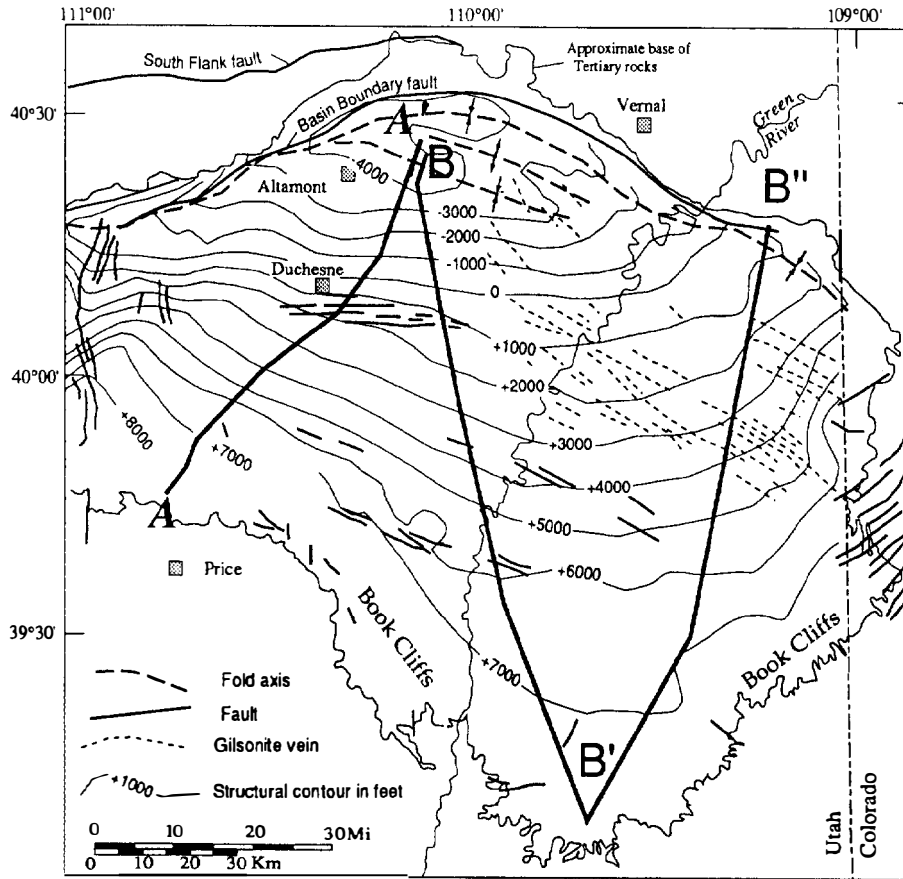 111°00'
110°00'
109°00'
South Flank fault
Approximate base of
Tertiary rocks
Basin Boundary fault
40°30'
Vernal
Green
River
A'
B
B"
Altamont
-4000
-3000
-2000
-1000
Duchesne
0
+1000
40°00'
+2000
+8000
+7000
+3000
+4000
A
+5000
Price
+6000
39°30'
Book Cliffs
Book Cliffs
+7000
Fold axis
Fault
B'
Gilsonite vein
+1000
Structural contour in feet
0 10 20 30Mi
0 10 20 30 Km
Utah
Colorado